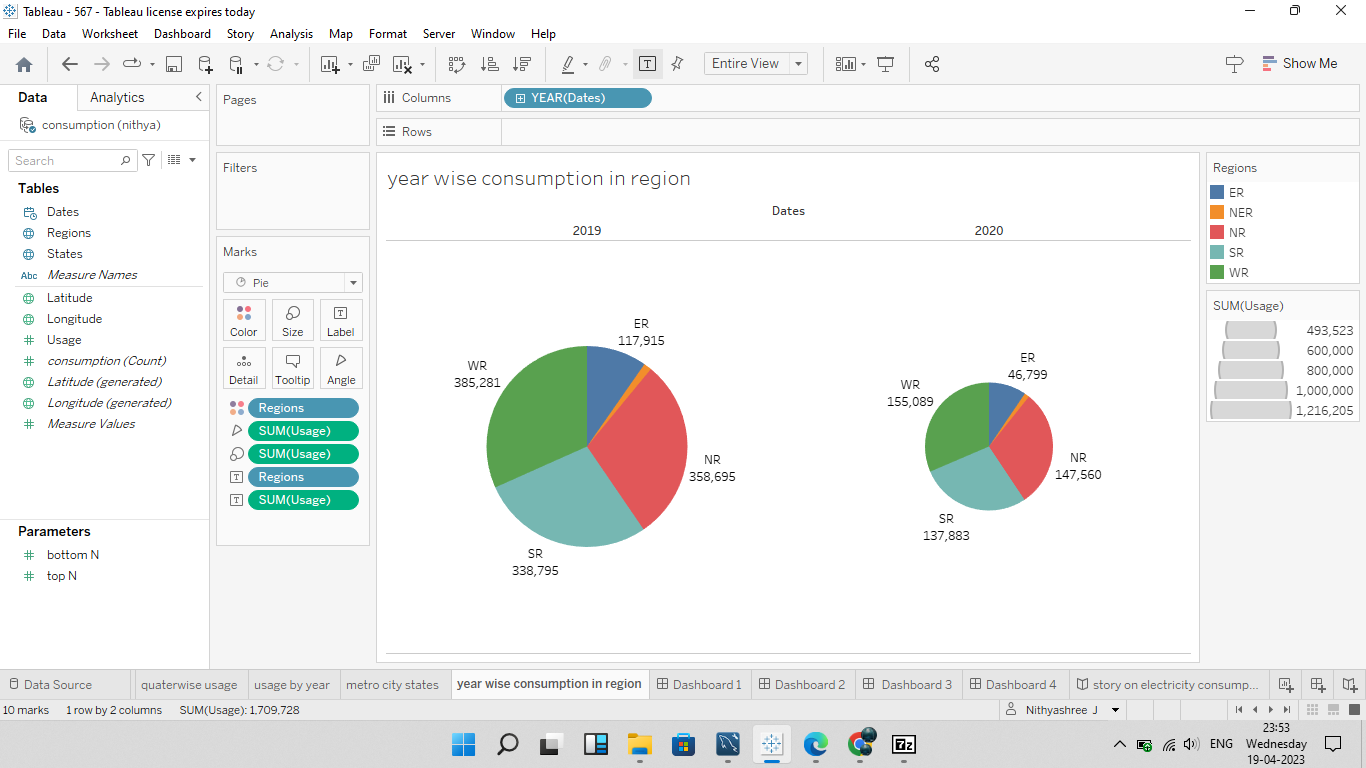 Tableau - 567 - Tableau license expires today
File Data Worksheet Dashboard Story Analysis Map Format Server Window Help
Entire View
Show Me
Data Analytics
consumption (nithya)
Search
Tables
Dates
Regions
States
Abc Measure Names
Latitude
Longitude
Usage
consumption (Count)
Latitude (generated)
Longitude (generated)
Measure Values
Parameters
bottom N
top N
Pages
Filters
Marks
Pie
Color Size Label
Detail Tooltip Angle
Regions
SUM(Usage)
SUM(Usage)
Regions
SUM(Usage)
Columns YEAR(Dates)
Rows
year wise consumption in region
Dates
2019 2020
ER
117,915
WR
385,281
NR
358,695
SR
338,795
ER
46,799
WR
155,089
NR
147,560
SR
137,883
Regions
ER
NER
NR
SR
WR
SUM(Usage)
493,523
600,000
800,000
1,000,000
1,216,205
Data Source quaterwise usage usage by year metro city states year wise consumption in region Dashboard 1 Dashboard 2 Dashboard 3 Dashboard 4 story on electricity consump...
10 marks 1 row by 2 columns SUM(Usage): 1,709,728 Nithyashree J
7z
ENG
23:53
Wednesday
19-04-2023